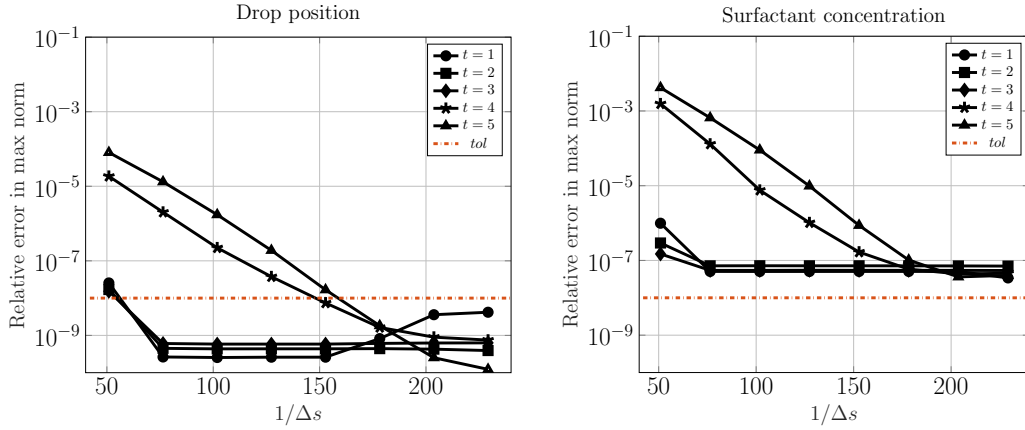 Drop position
Relative error in max norm
10^{-1}
10^{-3}
10^{-5}
10^{-7}
10^{-9}
50 100 150 200
1/Δs
t = 1
t = 2
t = 3
t = 4
t = 5
tol
Surfactant concentration
Relative error in max norm
10^{-1}
10^{-3}
10^{-5}
10^{-7}
10^{-9}
50 100 150 200
1/Δs
t = 1
t = 2
t = 3
t = 4
t = 5
tol